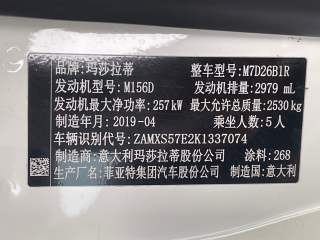 品牌:玛莎拉蒂 整车型号:M7D26B1R
发动机型号:M156D 发动机排量:2979 mL
发动机最大净功率:257kW 最大允许总质量:2530kg
制造年月:2019-04 乘坐人数:5人
车辆识别代号:ZAMXS57E2K1337074
制造商:意大利玛莎拉蒂股份公司 涂料:268
生产厂名:菲亚特集团汽车股份公司 制造国:意大利